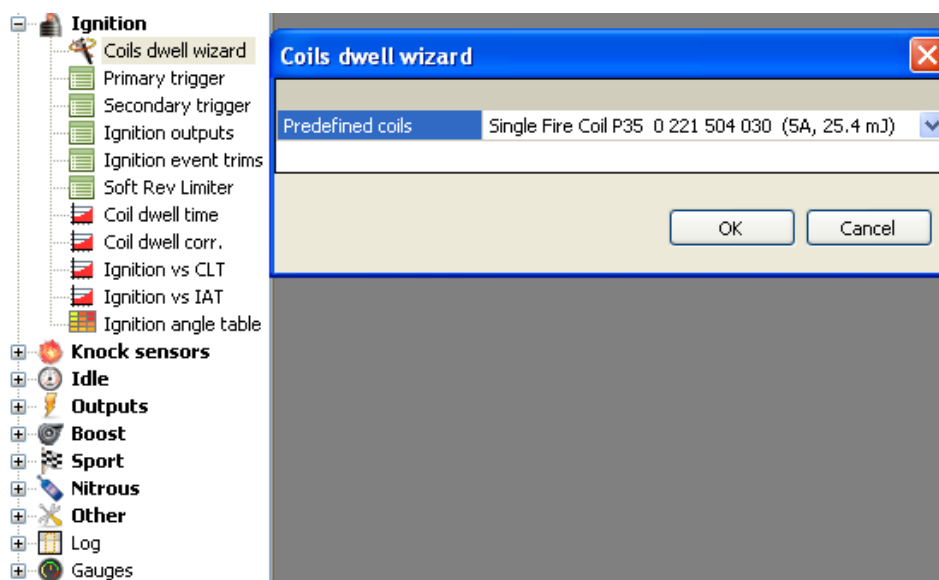 Ignition
Coils dwell wizard
Primary trigger
Secondary trigger
Ignition outputs
Ignition event trims
Soft Rev Limiter
Coil dwell time
Coil dwell corr.
Ignition vs CLT
Ignition vs IAT
Ignition angle table
Knock sensors
Idle
Outputs
Boost
Sport
Nitrous
Other
Log
Gauges
Coils dwell wizard
Predefined coils Single Fire Coil P35 0 221 504 030 (5A, 25.4 mJ)
OK Cancel